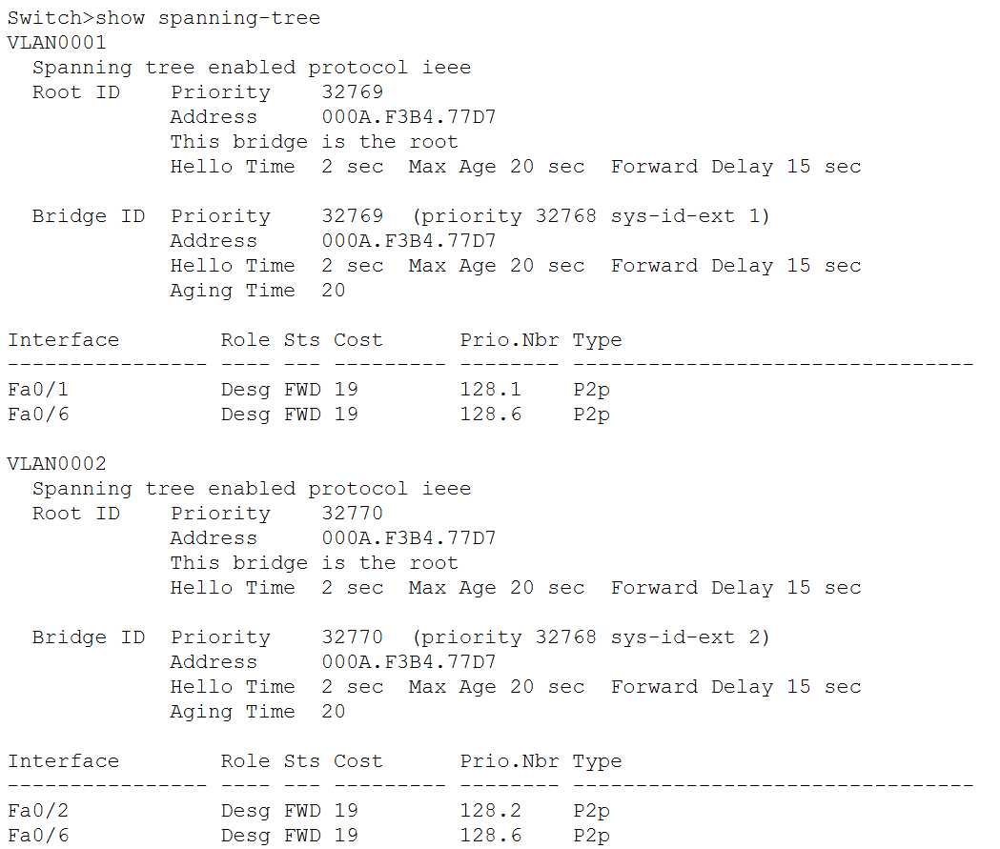 Switch>show spanning-tree
VLAN0001
  Spanning tree enabled protocol ieee
  Root ID    Priority    32769
             Address     000A.F3B4.77D7
             This bridge is the root
             Hello Time  2 sec  Max Age 20 sec  Forward Delay 15 sec

  Bridge ID  Priority    32769  (priority 32768 sys-id-ext 1)
             Address     000A.F3B4.77D7
             Hello Time  2 sec  Max Age 20 sec  Forward Delay 15 sec
             Aging Time  20

Interface        Role Sts Cost      Prio.Nbr Type
---------------- ---- --- --------- -------- --------------------------------
Fa0/1            Desg FWD 19        128.1    P2p
Fa0/6            Desg FWD 19        128.6    P2p

VLAN0002
  Spanning tree enabled protocol ieee
  Root ID    Priority    32770
             Address     000A.F3B4.77D7
             This bridge is the root
             Hello Time  2 sec  Max Age 20 sec  Forward Delay 15 sec

  Bridge ID  Priority    32770  (priority 32768 sys-id-ext 2)
             Address     000A.F3B4.77D7
             Hello Time  2 sec  Max Age 20 sec  Forward Delay 15 sec
             Aging Time  20

Interface        Role Sts Cost      Prio.Nbr Type
---------------- ---- --- --------- -------- --------------------------------
Fa0/2            Desg FWD 19        128.2    P2p
Fa0/6            Desg FWD 19        128.6    P2p